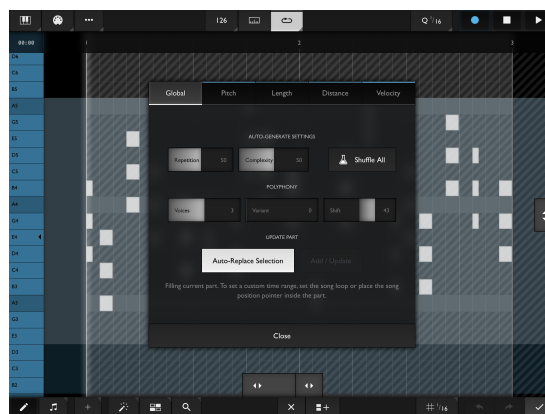 126
Q 1/16
00:00
1
2
3
D6
C6
B5
A5
G5
E5
D5
C5
B4
A4
G4
E4
D4
C4
B3
A3
G3
E3
D3
C3
B2
Global Pitch Length Distance Velocity
AUTO-GENERATE SETTINGS
Repetition 50 Complexity 50 Shuffle All
POLYPHONY
Voices 3 Variant 0 Shift 43
UPDATE PART
Auto-Replace Selection Add / Update
Filling current part. To set a custom time range, set the song loop or place the song
position pointer inside the part.
Close
1/16